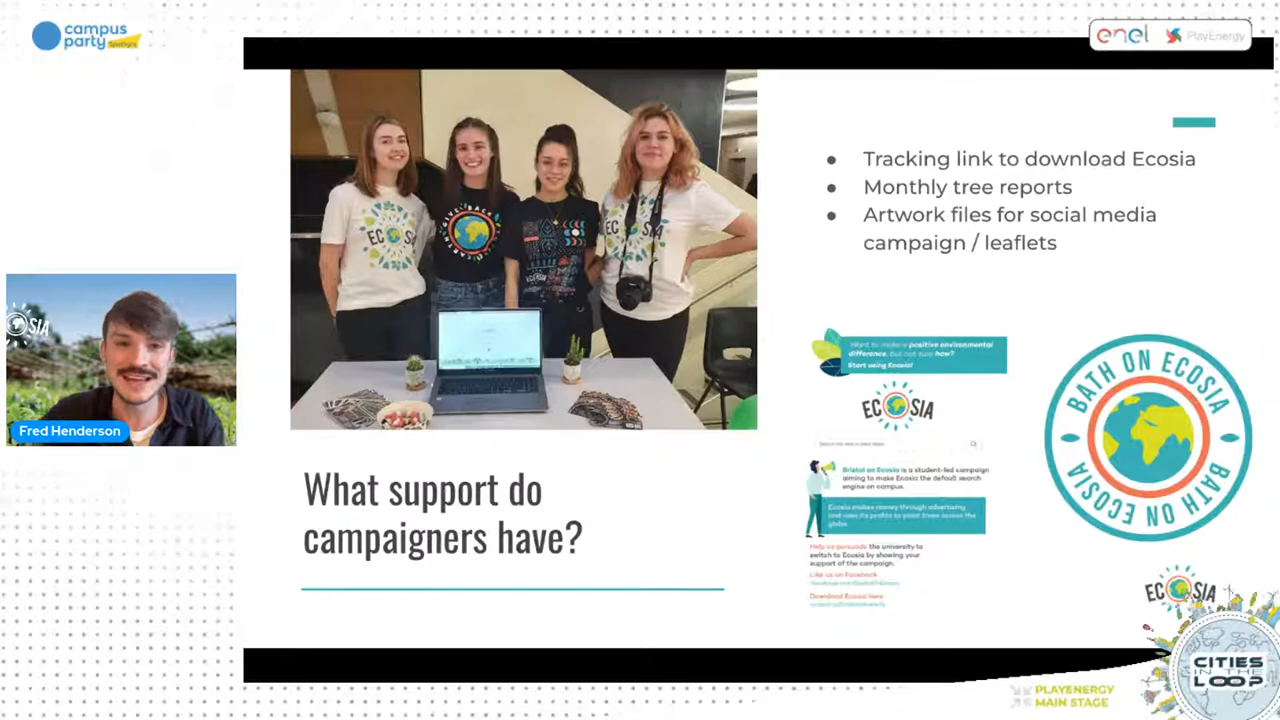 campus
party
Spotlights
enel PlayEnergy
Tracking link to download Ecosia
Monthly tree reports
Artwork files for social media
campaign / leaflets
ECOSIA
GIVE BACK
ECOSIA
ECOSIA
OSIA
Fred Henderson
What support do
campaigners have?
Want to make a positive environmental
difference, but not sure how?
Start using Ecosia!
ECOSIA
Bristol on Ecosia is a student-led campaign
aiming to make Ecosia the default search
engine on campus.
Ecosia makes money through advertising
and uses its profits to plant trees across the
globe.
Help us persuade the university to
switch to Ecosia by showing your
support of the campaign.
Like us on Facebook
Download Ecosia here
BATH ON ECOSIA
BATH ON ECOSIA
ECOSIA
CITIES
IN THE
LOOP
PLAYENERGY
MAIN STAGE